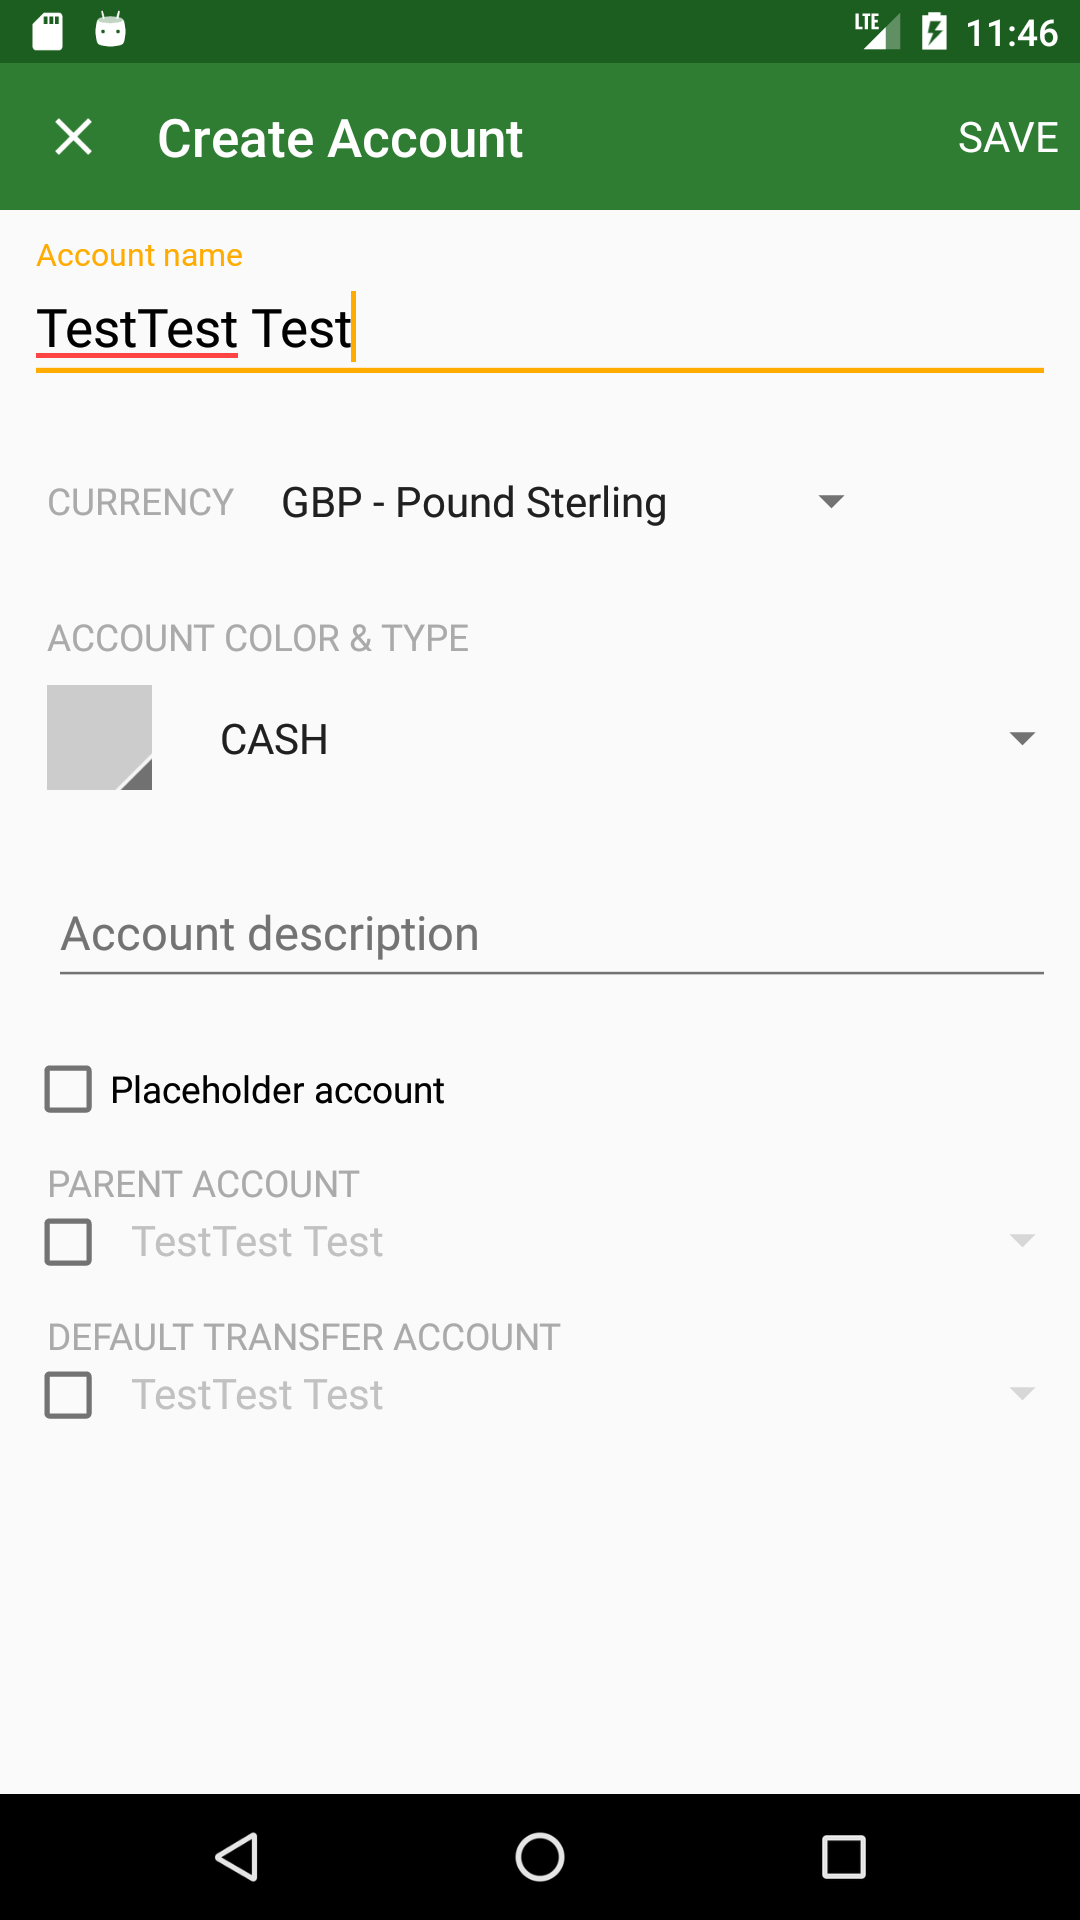 LTE 11:46
Create Account SAVE
Account name
TestTest Test
CURRENCY GBP - Pound Sterling
ACCOUNT COLOR & TYPE
CASH
Account description
Placeholder account
PARENT ACCOUNT
TestTest Test
DEFAULT TRANSFER ACCOUNT
TestTest Test